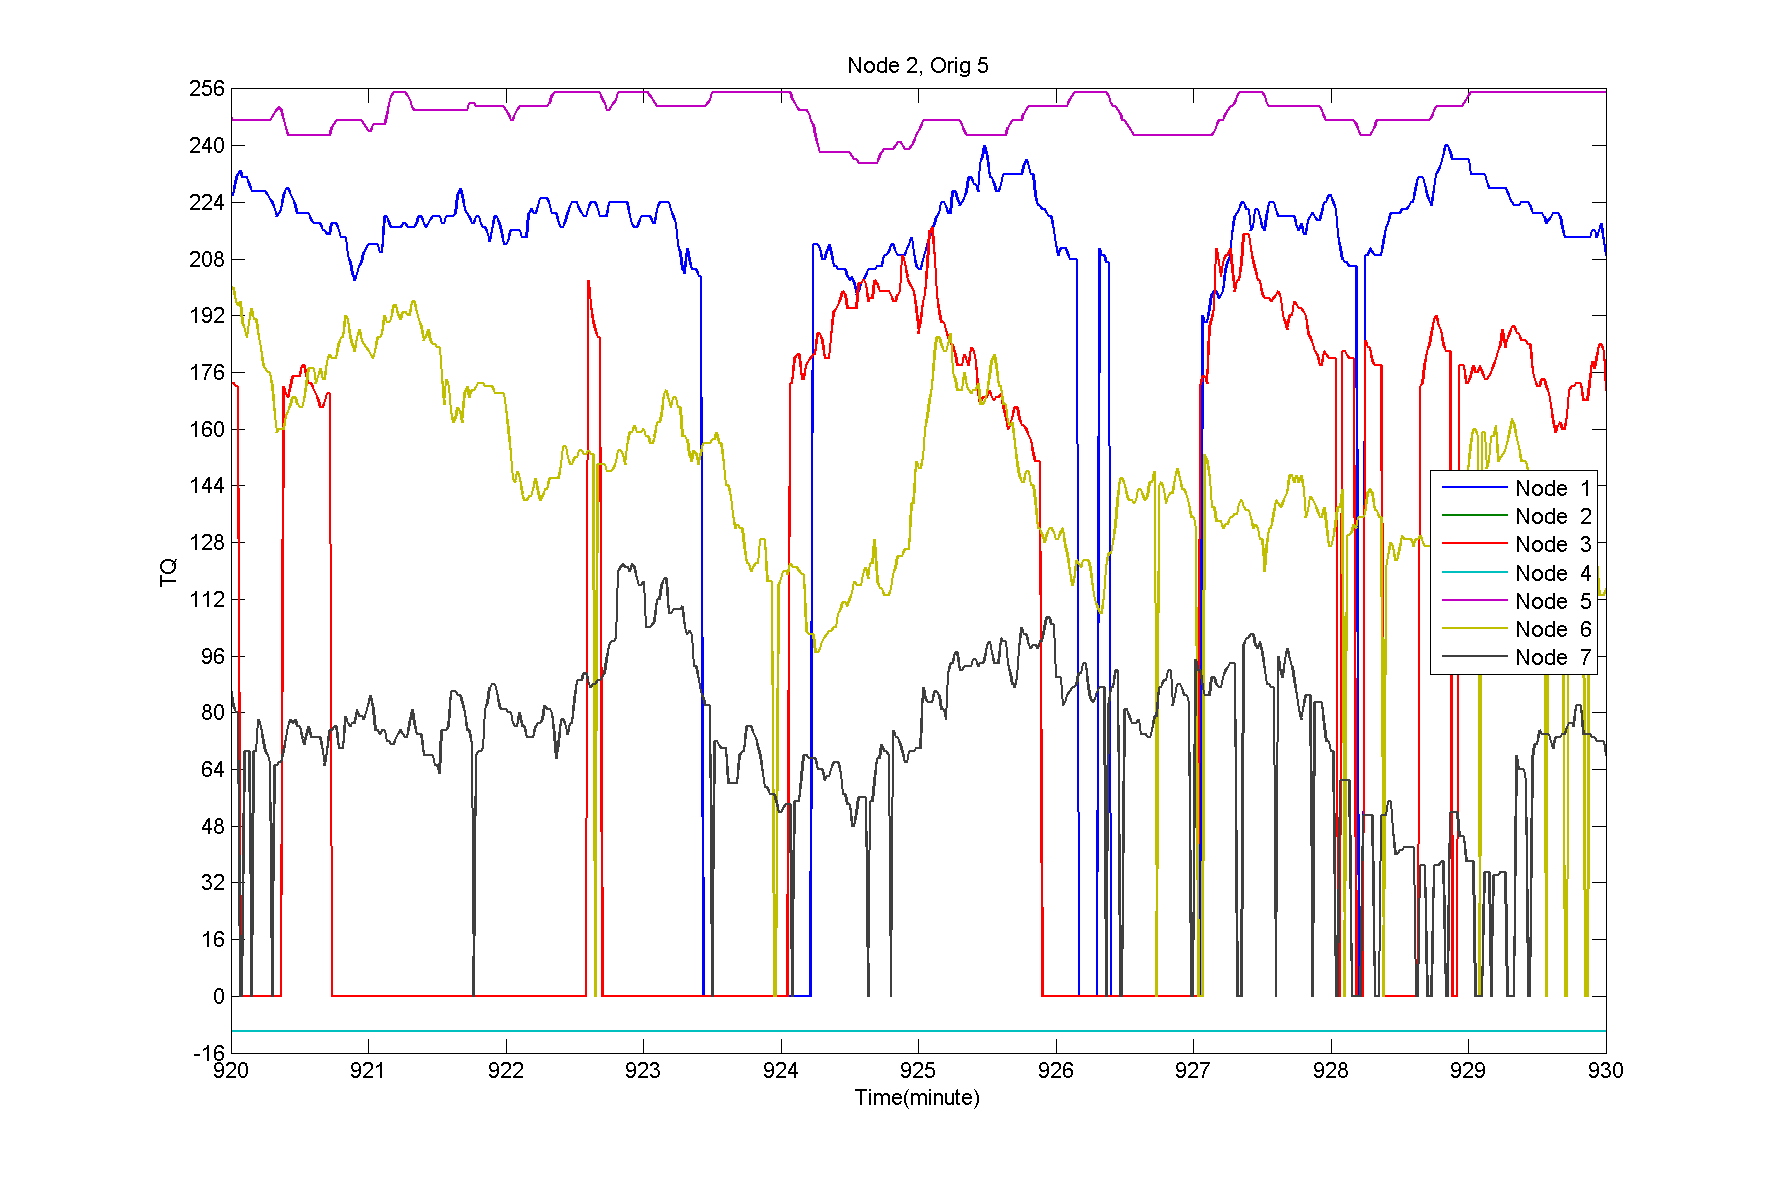 Node 2, Orig 5
256
240
224
208
192
176
160
144
128
112
96
80
64
48
32
16
0
-16
TQ
Node 1
Node 2
Node 3
Node 4
Node 5
Node 6
Node 7
920 921 922 923 924 925 926 927 928 929 930
Time(minute)